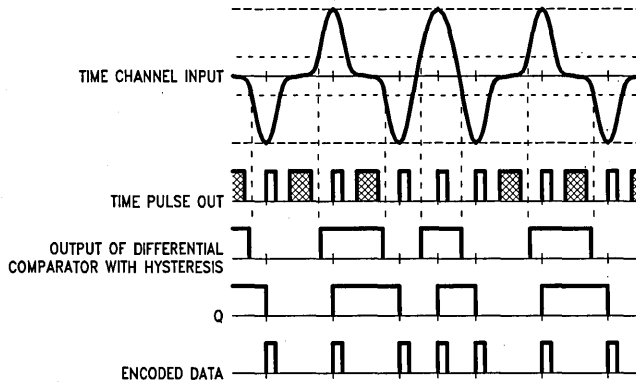 TIME CHANNEL INPUT
TIME PULSE OUT
OUTPUT OF DIFFERENTIAL
COMPARATOR WITH HYSTERESIS
Q
ENCODED DATA